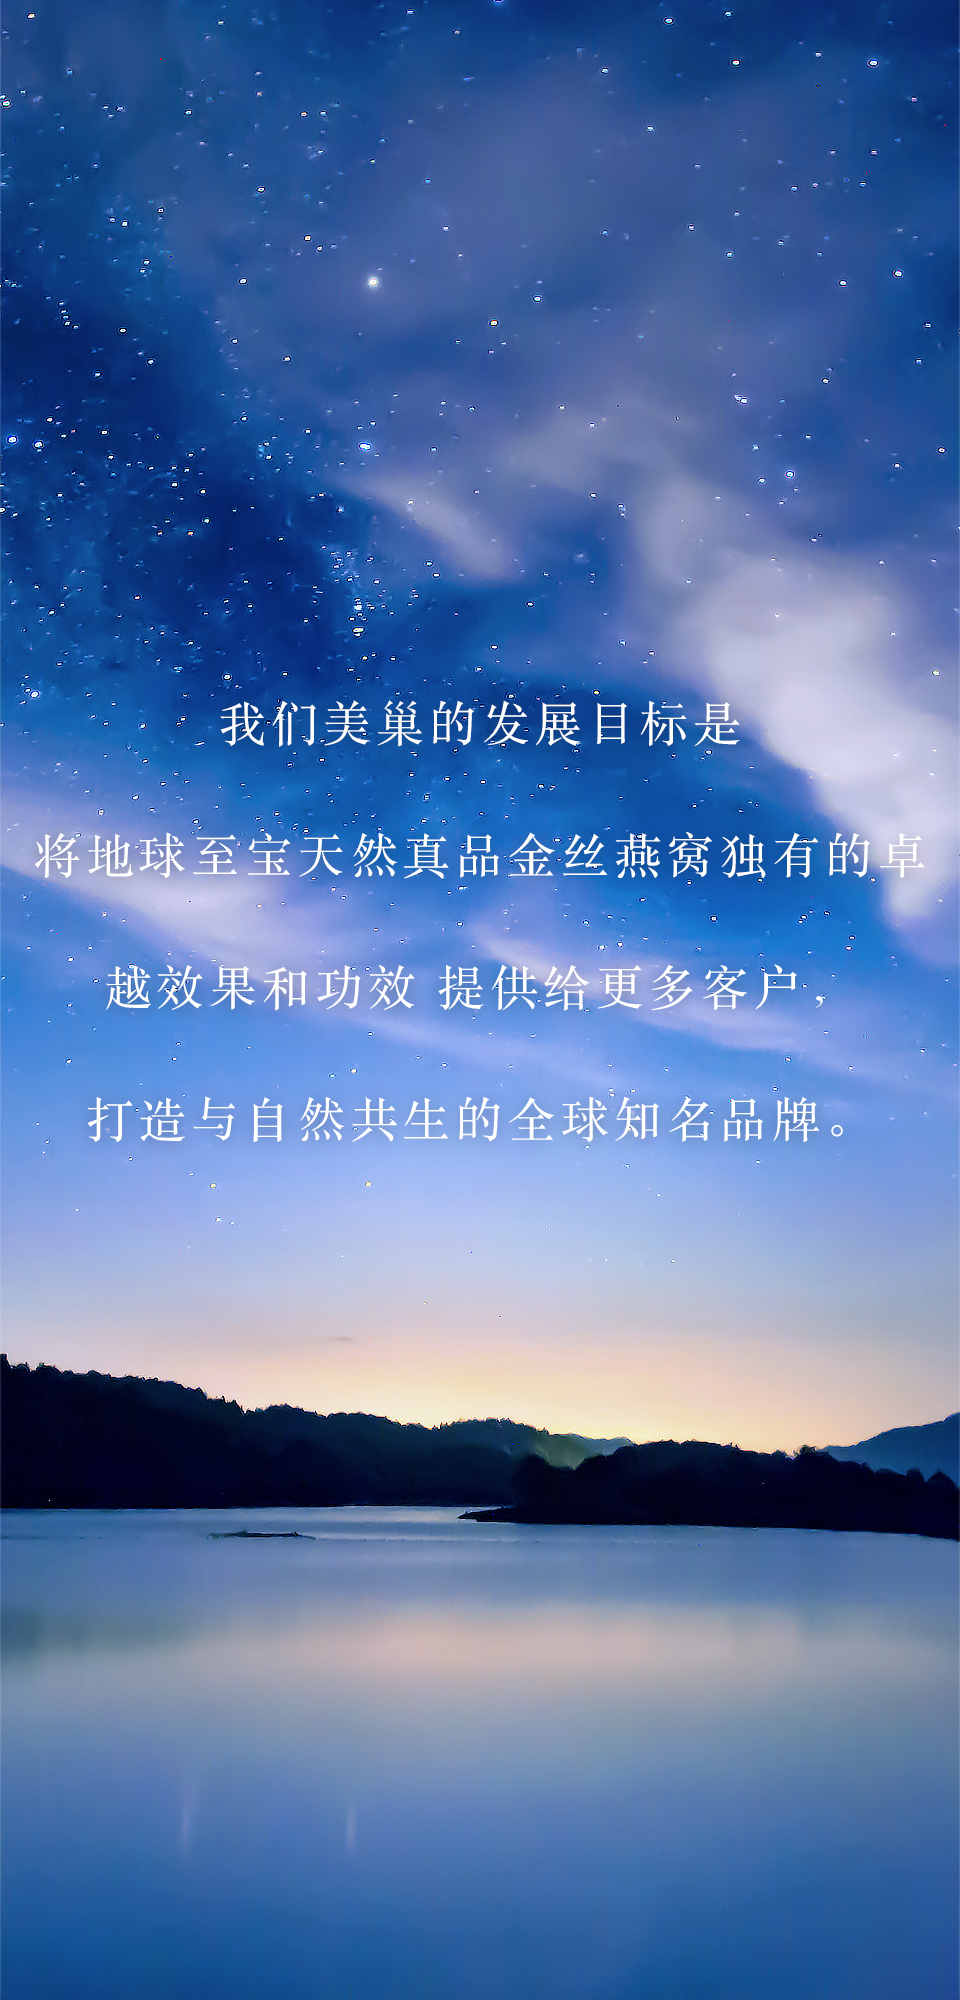 我们美巢的发展目标是
将地球至宝天然真品金丝燕窝独有的卓
越效果和功效 提供给更多客户，
打造与自然共生的全球知名品牌。